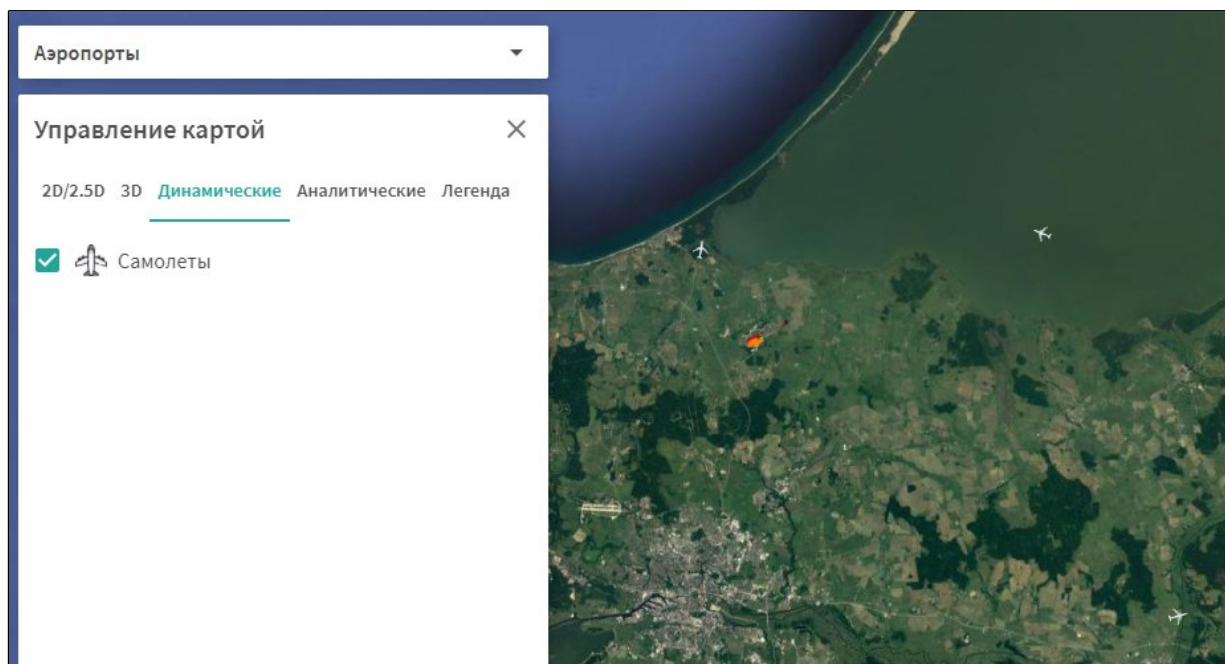 Аэропорты
Управление картой
2D/2.5D 3D Динамические Аналитические Легенда
Самолеты